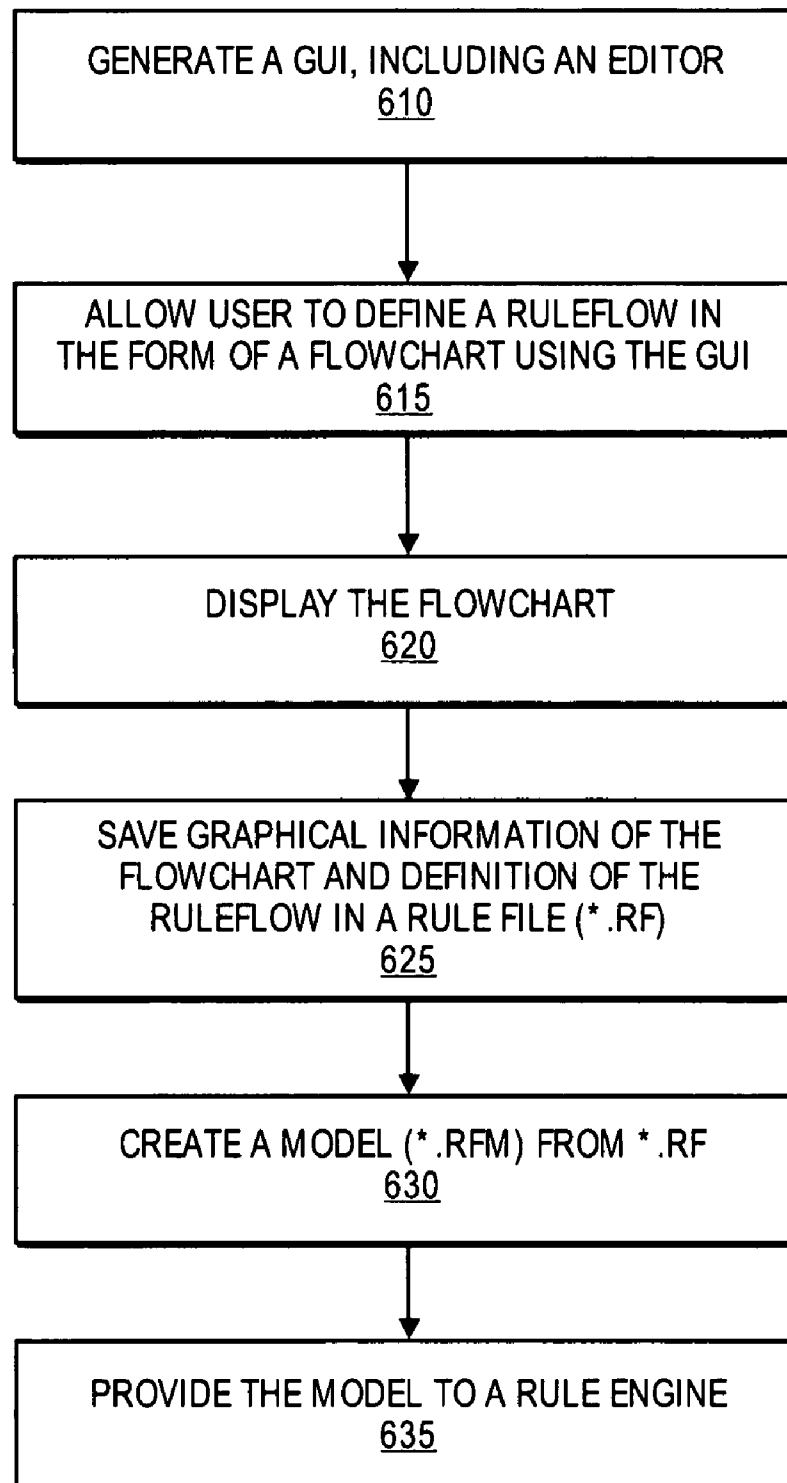 GENERATE A GUI, INCLUDING AN EDITOR
610
ALLOW USER TO DEFINE A RULEFLOW IN
THE FORM OF A FLOWCHART USING THE GUI
615
DISPLAY THE FLOWCHART
620
SAVE GRAPHICAL INFORMATION OF THE
FLOWCHART AND DEFINITION OF THE
RULEFLOW IN A RULE FILE (* .RF)
625
CREATE A MODEL (* .RFM) FROM * .RF
630
PROVIDE THE MODEL TO A RULE ENGINE
635